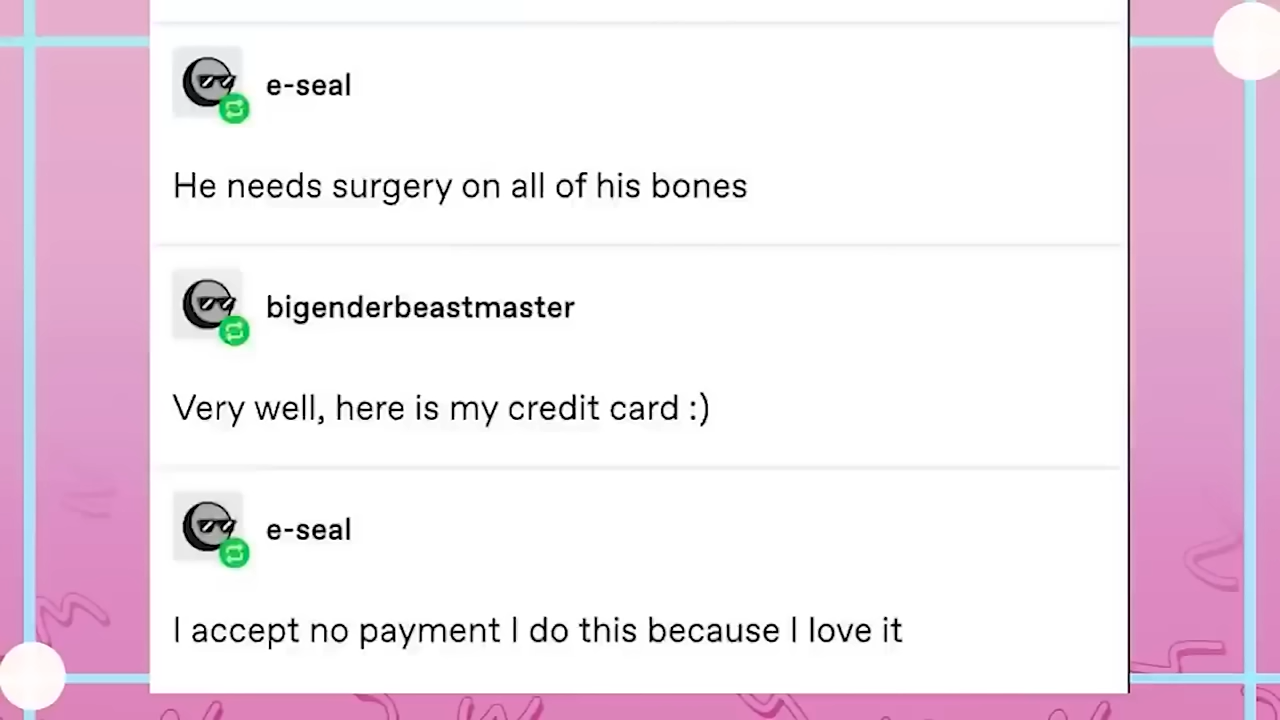 e-seal
He needs surgery on all of his bones
bigenderbeastmaster
Very well, here is my credit card :)
e-seal
I accept no payment I do this because I love it